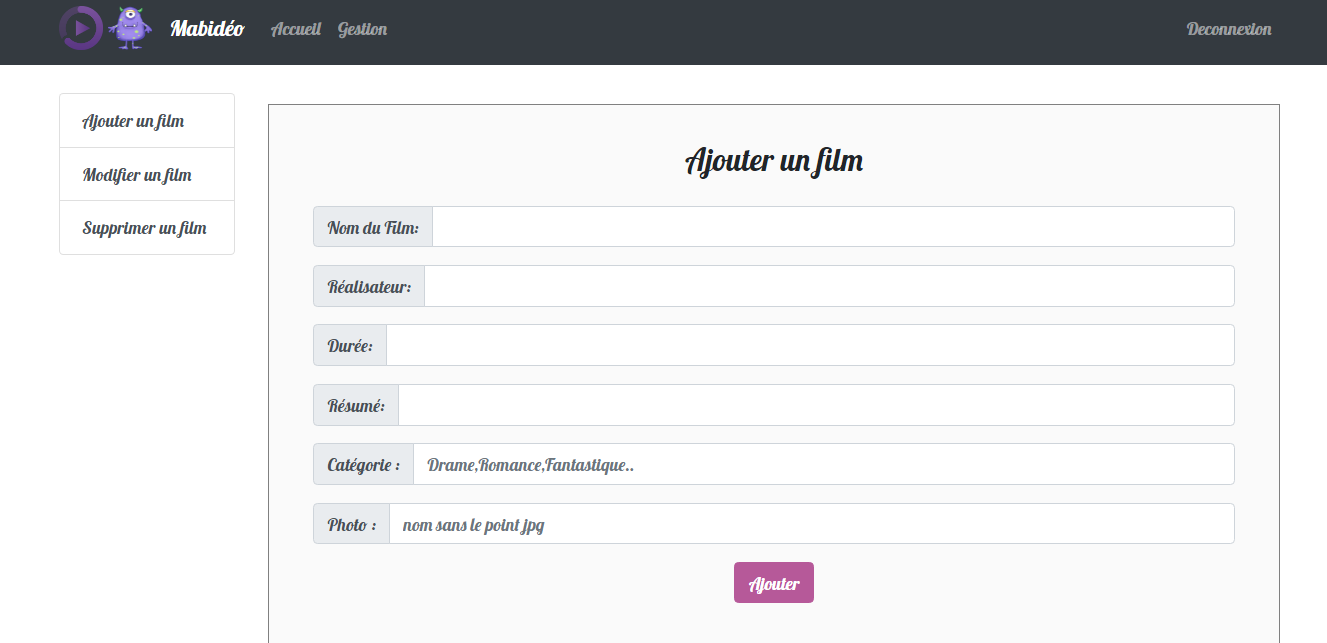 Mabidéo Accueil Gestion Deconnexion
Ajouter un film
Modifier un film
Supprimer un film
Ajouter un film
Nom du Film:
Réalisateur:
Durée:
Résumé:
Catégorie : Drame,Romance,Fantastique..
Photo : nom sans le point jpg
Ajouter